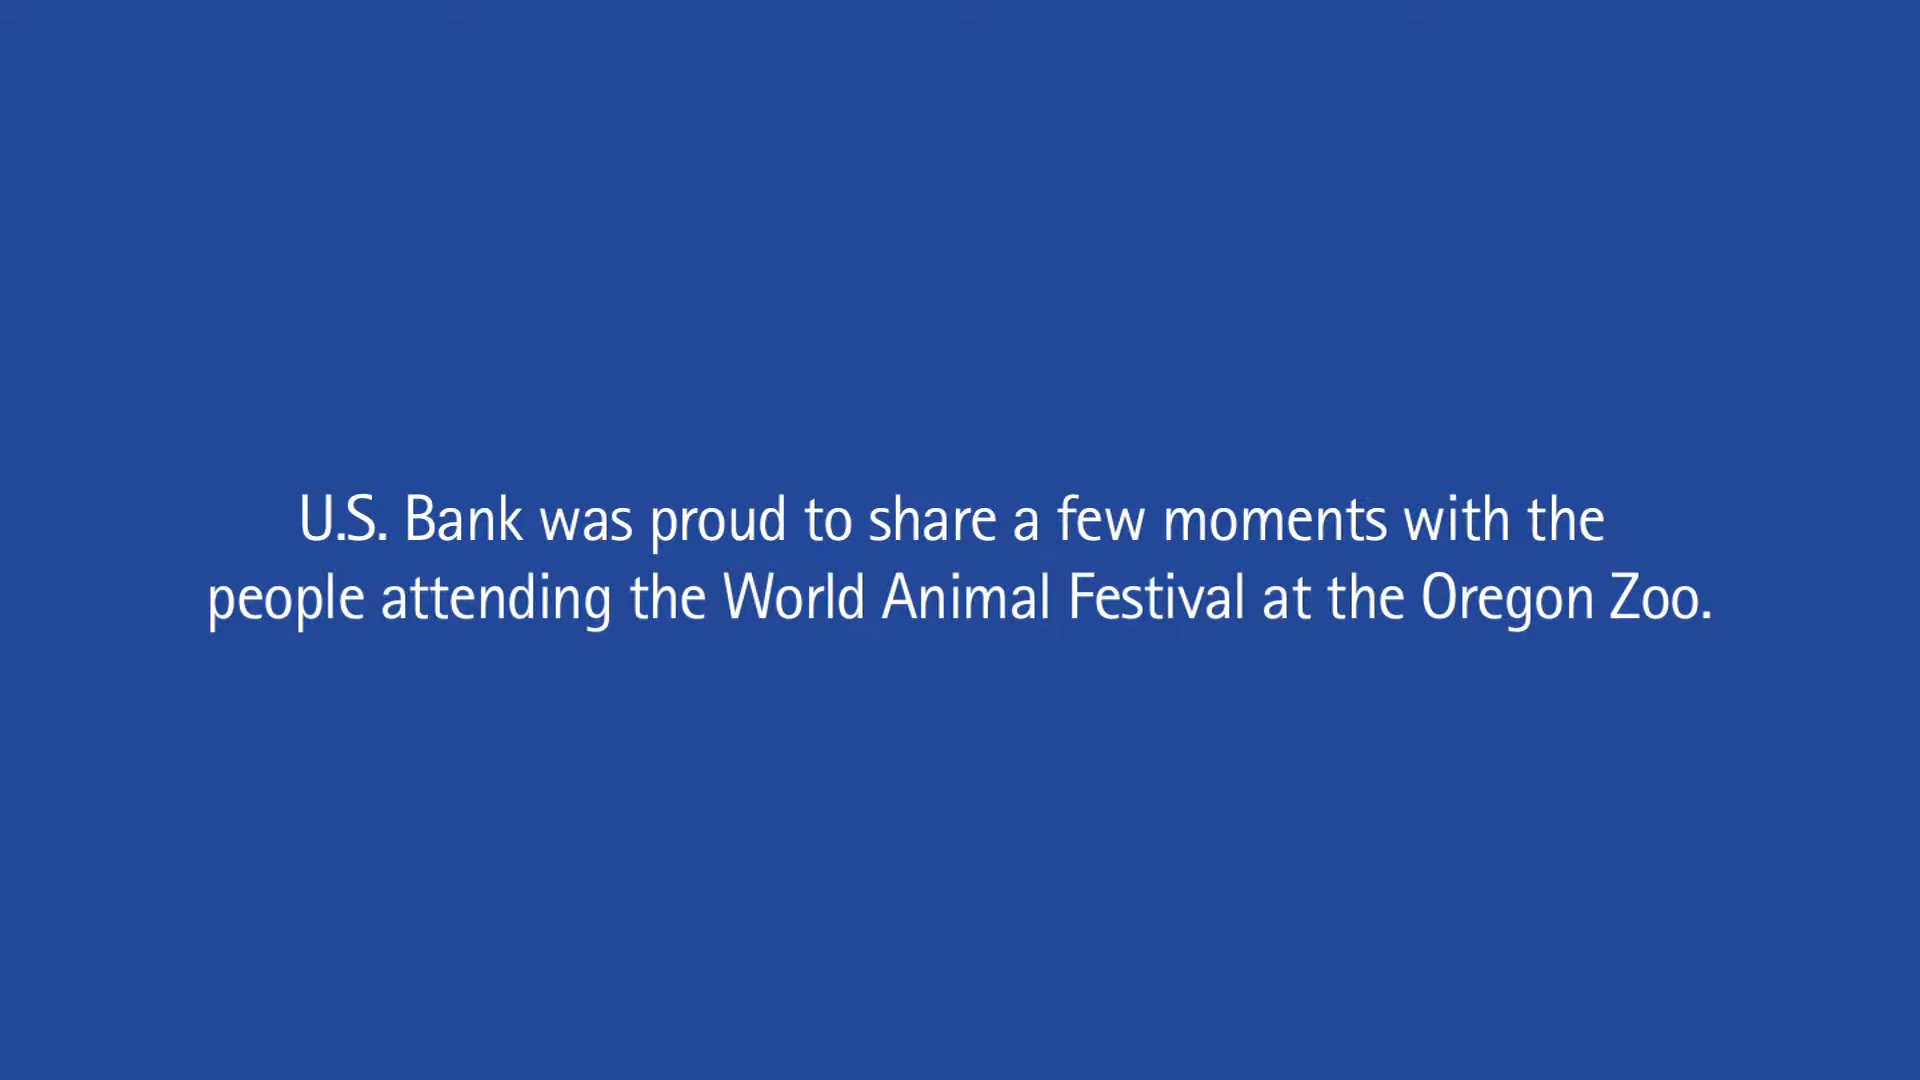 U.S. Bank was proud to share a few moments with the
people attending the World Animal Festival at the Oregon Zoo.